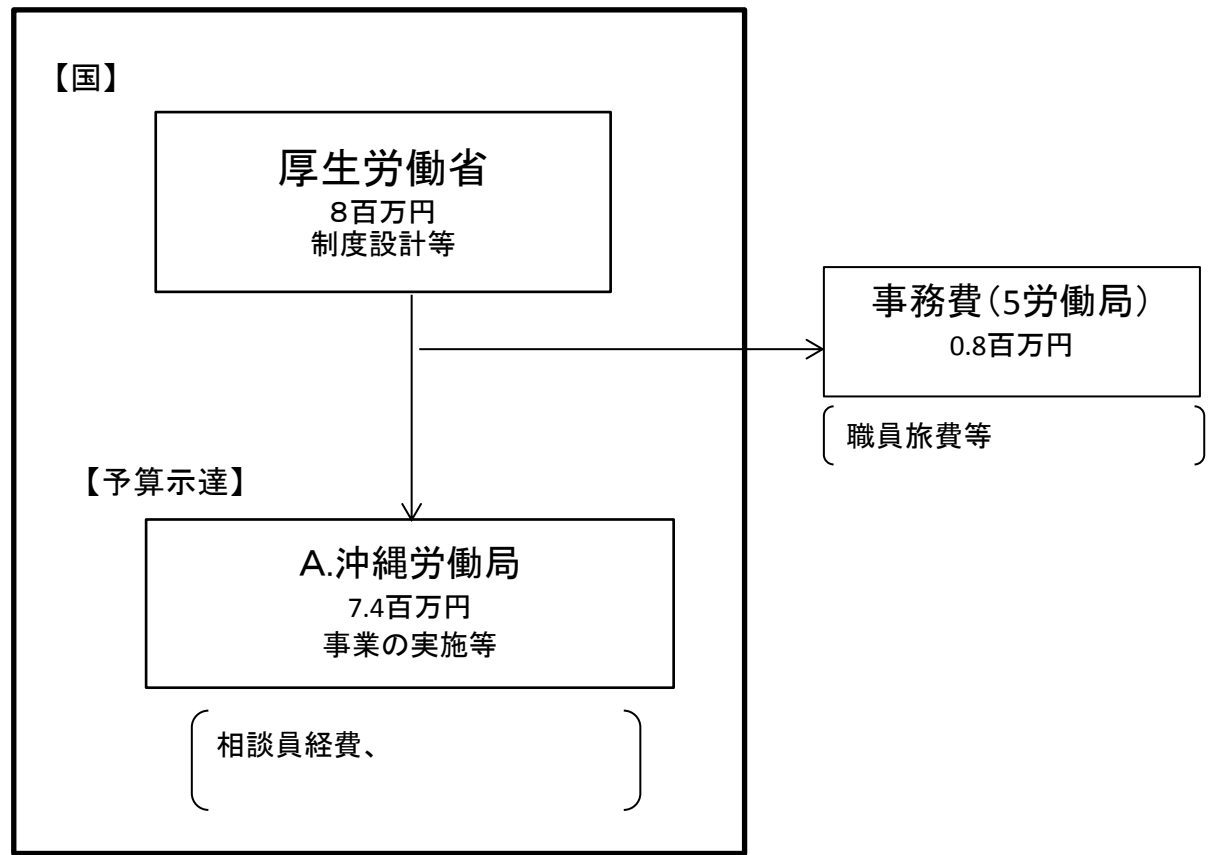 【国】
厚生労働省
８百万円
制度設計等
事務費（5労働局）
0.8百万円
職員旅費等
【予算示達】
A.沖縄労働局
7.4百万円
事業の実施等
相談員経費、